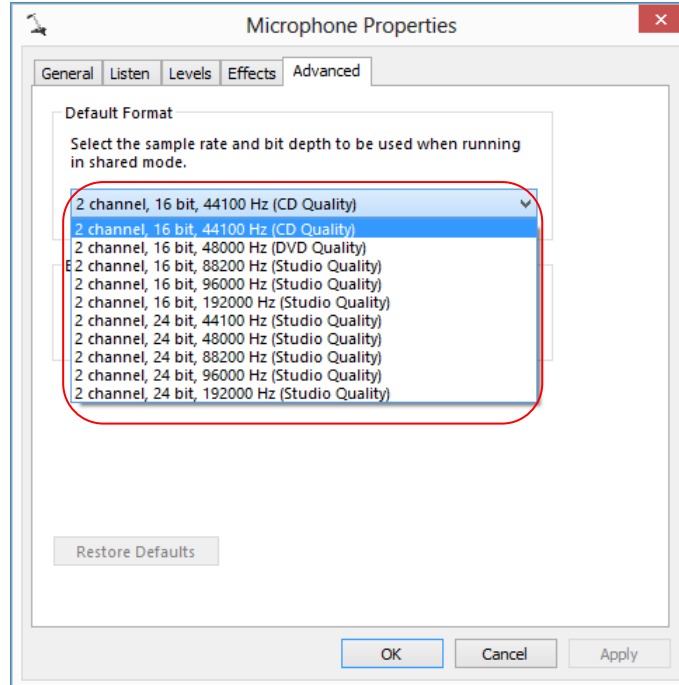 Microphone Properties
General Listen Levels Effects Advanced
Default Format
Select the sample rate and bit depth to be used when running
in shared mode.
2 channel, 16 bit, 44100 Hz (CD Quality)
2 channel, 16 bit, 44100 Hz (CD Quality)
2 channel, 16 bit, 48000 Hz (DVD Quality)
2 channel, 16 bit, 88200 Hz (Studio Quality)
2 channel, 16 bit, 96000 Hz (Studio Quality)
2 channel, 16 bit, 192000 Hz (Studio Quality)
2 channel, 24 bit, 44100 Hz (Studio Quality)
2 channel, 24 bit, 48000 Hz (Studio Quality)
2 channel, 24 bit, 88200 Hz (Studio Quality)
2 channel, 24 bit, 96000 Hz (Studio Quality)
2 channel, 24 bit, 192000 Hz (Studio Quality)
Restore Defaults
OK Cancel Apply